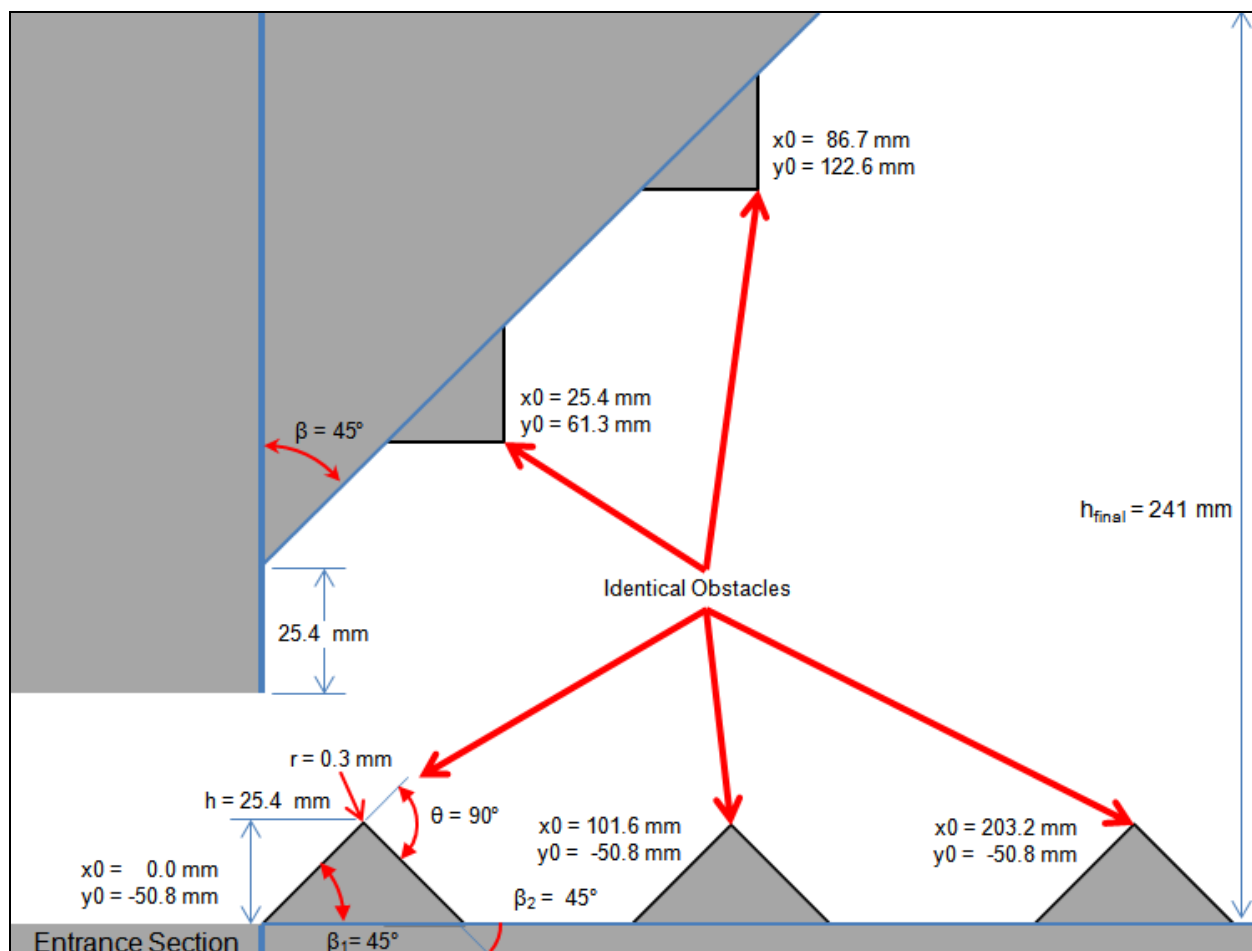 x0 =  86.7 mm
y0 = 122.6 mm
x0 = 25.4 mm
y0 = 61.3 mm
β = 45°
h_final = 241 mm
Identical Obstacles
25.4  mm
r = 0.3 mm
h = 25.4  mm
θ = 90°
x0 = 101.6 mm
y0 =  -50.8 mm
x0 = 203.2 mm
y0 =  -50.8 mm
x0 =    0.0 mm
y0 = -50.8 mm
β₂ =  45°
Entrance Section
β₁= 45°